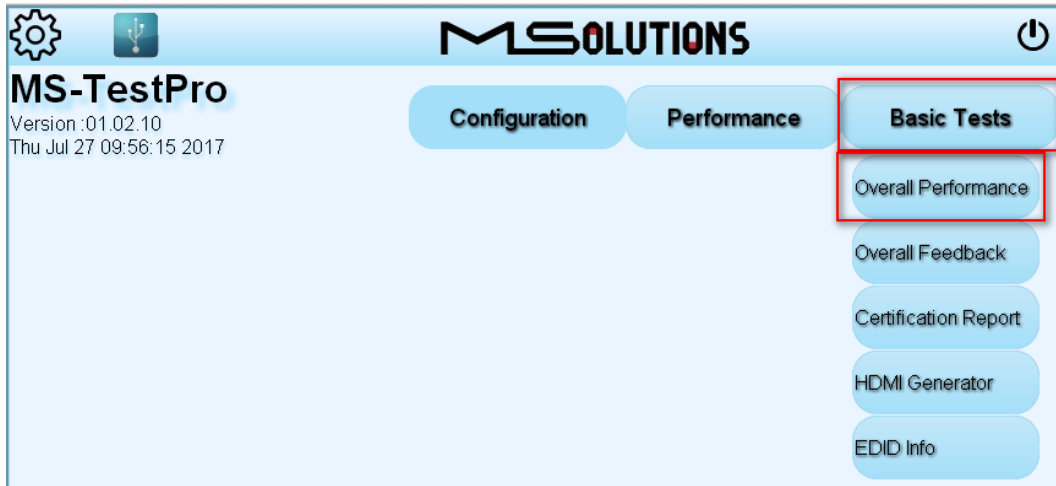 MSOLUTIONS
MS-TestPro
Version :01.02.10
Thu Jul 27 09:56:15 2017
Configuration
Performance
Basic Tests
Overall Performance
Overall Feedback
Certification Report
HDMI Generator
EDID Info